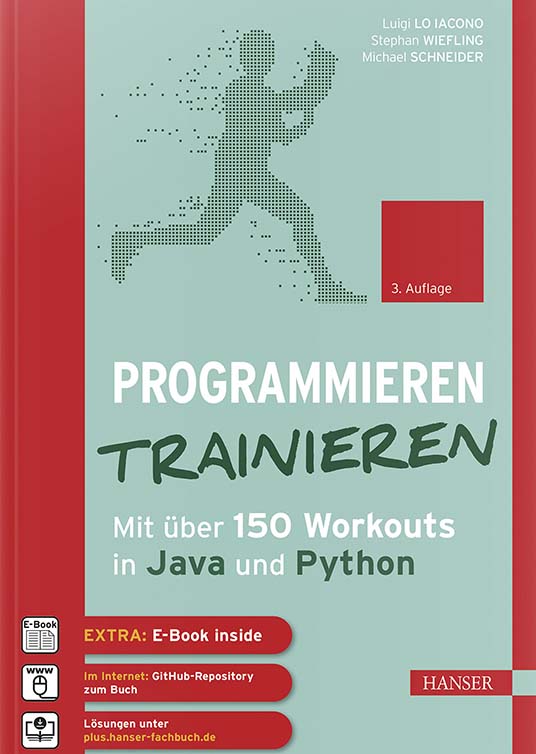 Luigi LO IACONO
Stephan WIEFLING
Michael SCHNEIDER
3. Auflage
PROGRAMMIEREN
TRAINIEREN
Mit über 150 Workouts
in Java und Python
E-Book
EXTRA: E-Book inside
www
Im Internet: GitHub-Repository
zum Buch
Lösungen unter
plus.hanser-fachbuch.de
HANSER